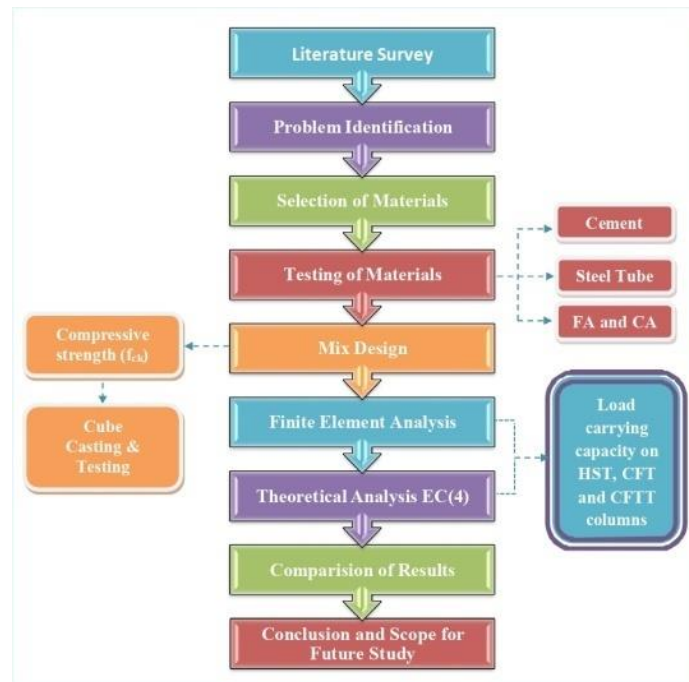 Literature Survey
Problem Identification
Selection of Materials
Cement
Testing of Materials
Steel Tube
FA and CA
Compressive
strength (fck)
Mix Design
Cube
Casting &
Testing
Finite Element Analysis
Load
carrying
capacity on
HST, CFT
and CFTT
columns
Theoretical Analysis EC(4)
Comparision of Results
Conclusion and Scope for
Future Study